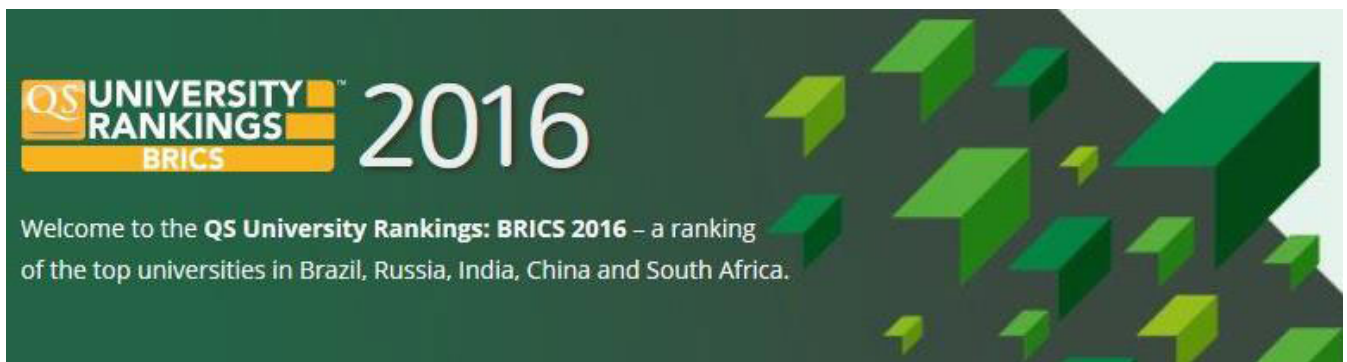 QS UNIVERSITY™
RANKINGS
BRICS
2016
Welcome to the QS University Rankings: BRICS 2016 – a ranking
of the top universities in Brazil, Russia, India, China and South Africa.